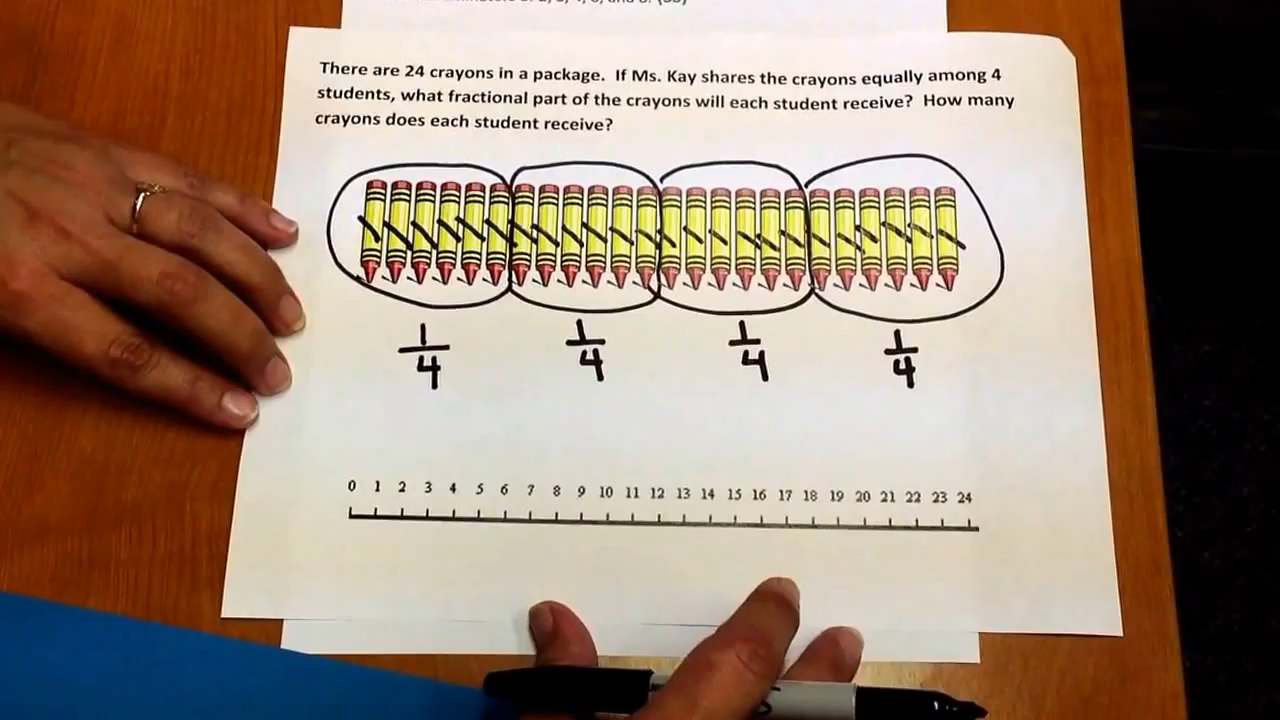 There are 24 crayons in a package. If Ms. Kay shares the crayons equally among 4
students, what fractional part of the crayons will each student receive? How many
crayons does each student receive?
1/4 1/4 1/4 1/4
0 1 2 3 4 5 6 7 8 9 10 11 12 13 14 15 16 17 18 19 20 21 22 23 24